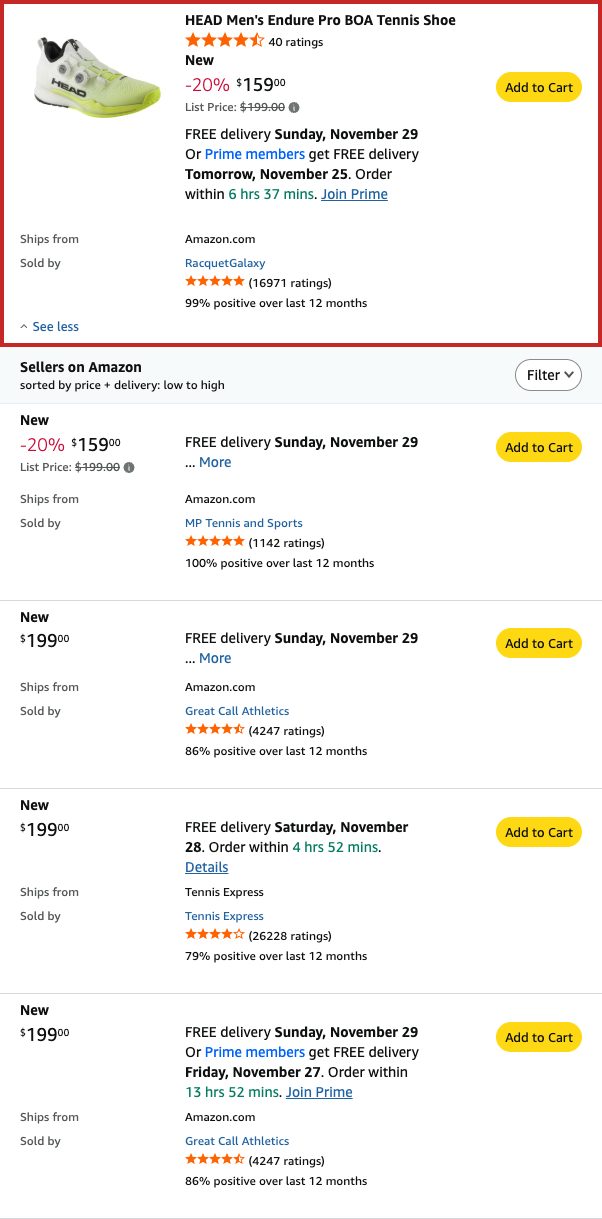 HEAD Men's Endure Pro BOA Tennis Shoe
40 ratings
New
-20% $159⁰⁰
Add to Cart
List Price: $199.00
HEAD
FREE delivery Sunday, November 29
Or Prime members get FREE delivery
Tomorrow, November 25. Order
within 6 hrs 37 mins. Join Prime
Ships from Amazon.com
Sold by RacquetGalaxy
(16971 ratings)
99% positive over last 12 months
See less
Sellers on Amazon
sorted by price + delivery: low to high
Filter
New
-20% $159⁰⁰ FREE delivery Sunday, November 29
Add to Cart
List Price: $199.00 ... More
Ships from Amazon.com
Sold by MP Tennis and Sports
(1142 ratings)
100% positive over last 12 months
New
$199⁰⁰ FREE delivery Sunday, November 29
Add to Cart
... More
Ships from Amazon.com
Sold by Great Call Athletics
(4247 ratings)
86% positive over last 12 months
New
$199⁰⁰ FREE delivery Saturday, November
Add to Cart
28. Order within 4 hrs 52 mins.
Details
Ships from Tennis Express
Sold by Tennis Express
(26228 ratings)
79% positive over last 12 months
New
$199⁰⁰ FREE delivery Sunday, November 29
Add to Cart
Or Prime members get FREE delivery
Friday, November 27. Order within
13 hrs 52 mins. Join Prime
Ships from Amazon.com
Sold by Great Call Athletics
(4247 ratings)
86% positive over last 12 months